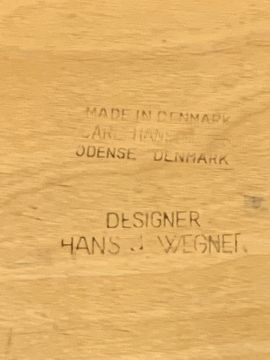 MADE IN DENMARK
CARL HANSEN
ODENSE DENMARK
DESIGNER
HANS J. WEGNER